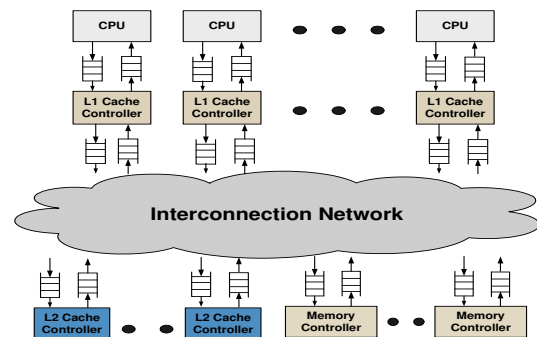 CPU CPU CPU
L1 Cache L1 Cache L1 Cache
Controller Controller Controller
Interconnection Network
L2 Cache L2 Cache Memory Memory
Controller Controller Controller Controller